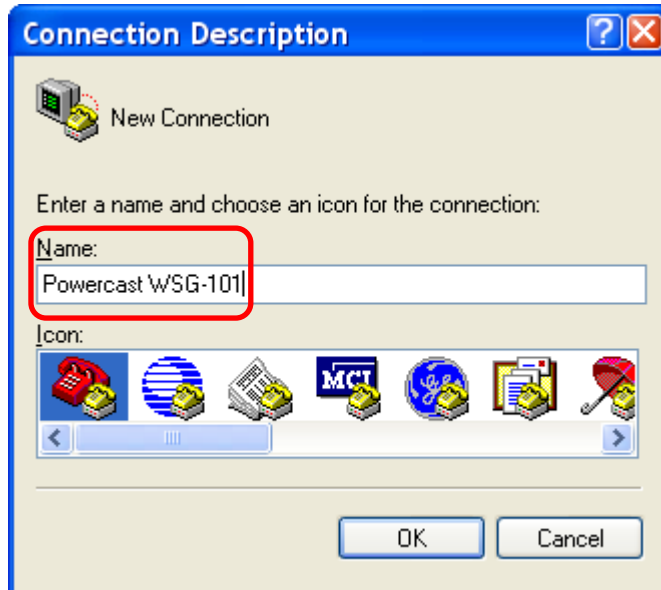 Connection Description
New Connection
Enter a name and choose an icon for the connection:
Name:
Powercast WSG-101
Icon:
MCI
OK
Cancel